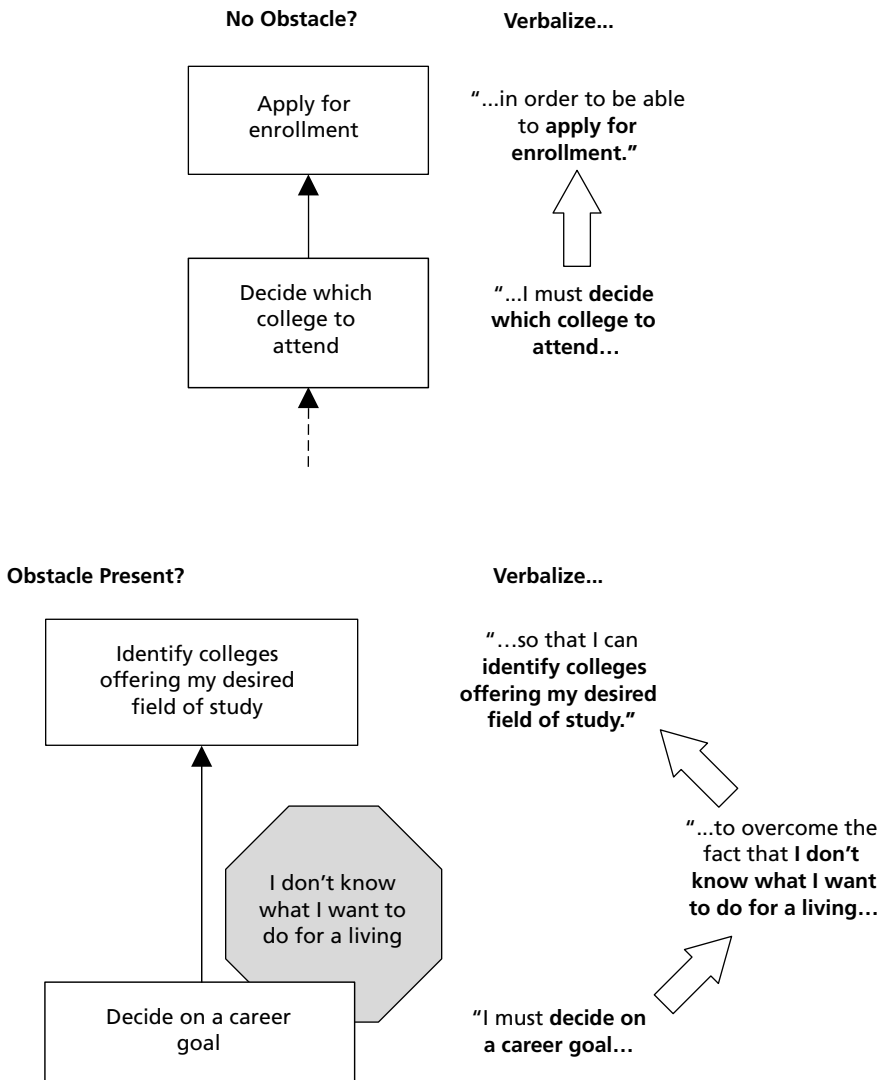 No Obstacle?
Verbalize...
Apply for
enrollment
"...in order to be able
to apply for
enrollment."
Decide which
college to
attend
"...I must decide
which college to
attend…
Obstacle Present?
Verbalize...
Identify colleges
offering my desired
field of study
"…so that I can
identify colleges
offering my desired
field of study."
I don't know
what I want to
do for a living
"...to overcome the
fact that I don't
know what I want
to do for a living…
Decide on a career
goal
"I must decide on
a career goal…